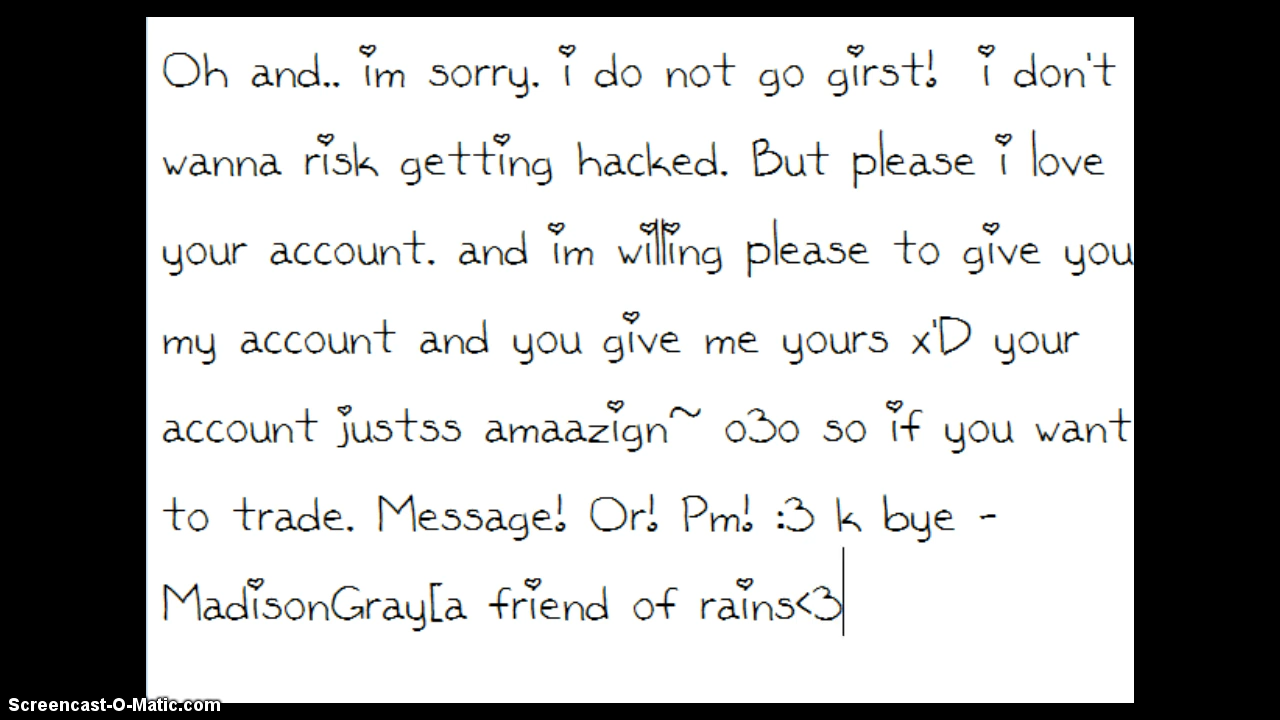 Oh and.. im sorry. i do not go girst!  i don't
wanna risk getting hacked. But please i love
your account. and im willing please to give you
my account and you give me yours x'D your
account justss amaazign~ o3o so if you want
to trade. Message! Or! Pm! :3 k bye -
MadisonGray[a friend of rains<3
Screencast-O-Matic.com